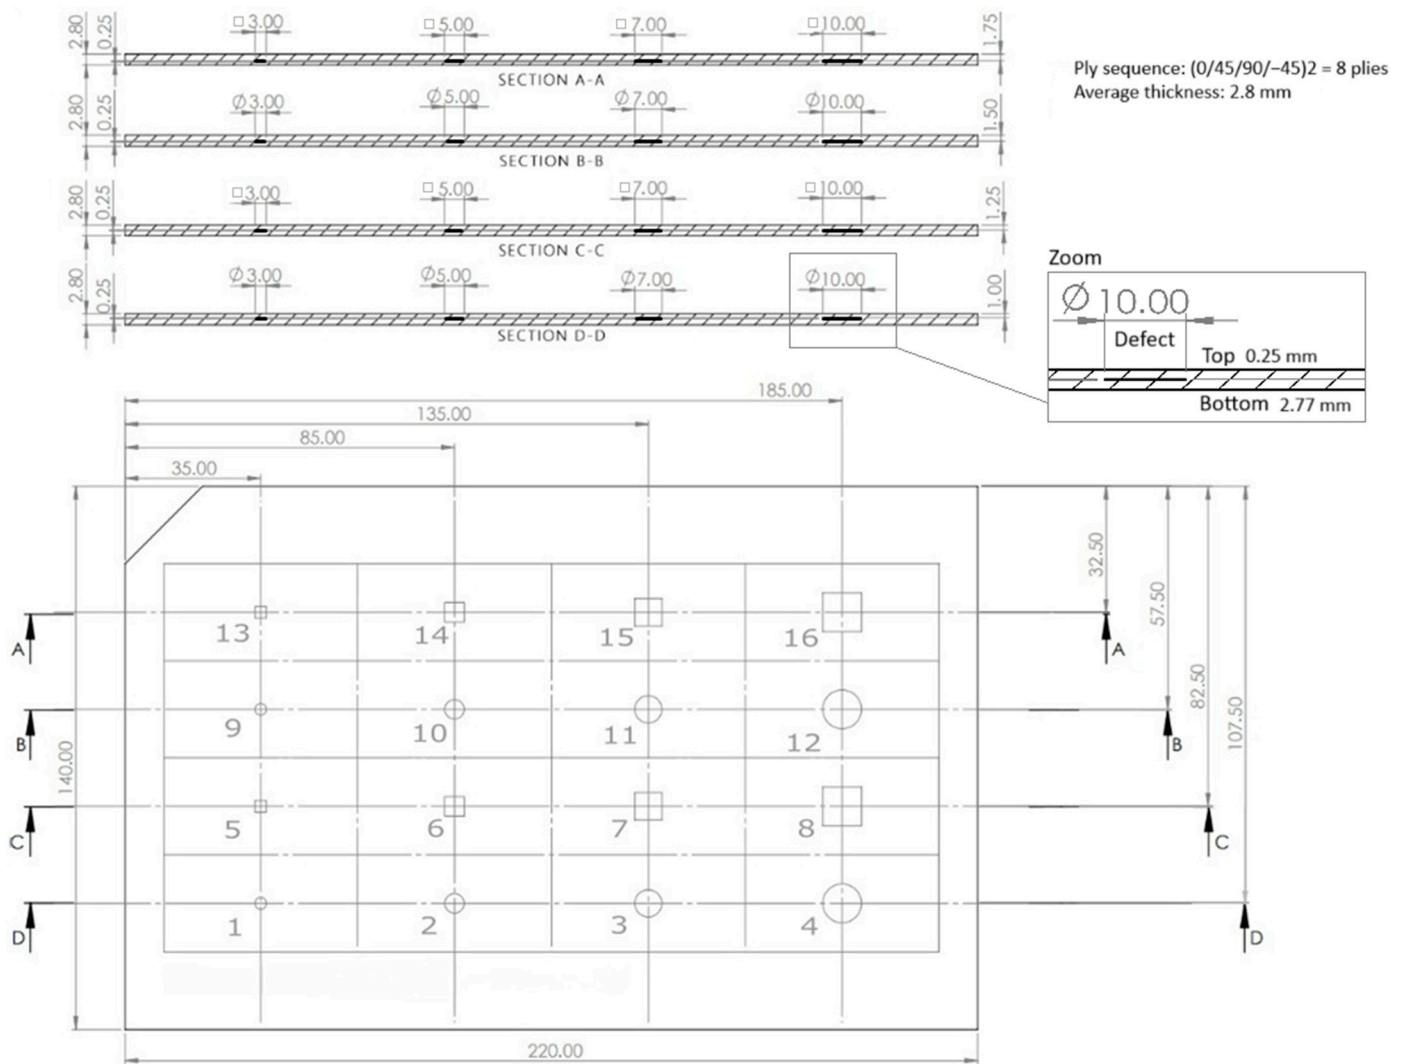 □3.00 □5.00 □7.00 □10.00
2.80 0.25 1.75
SECTION A-A
Ø3.00 Ø5.00 Ø7.00 Ø10.00
2.80 0.25 1.50
SECTION B-B
□3.00 □5.00 □7.00 □10.00
2.80 0.25 1.25
SECTION C-C
Ø3.00 Ø5.00 Ø7.00 Ø10.00
2.80 0.25 1.00
SECTION D-D
Ply sequence: (0/45/90/–45)2 = 8 plies
Average thickness: 2.8 mm
Zoom
Ø 10.00
Defect
Top 0.25 mm
Bottom 2.77 mm
185.00
135.00
85.00
35.00
32.50
57.50
82.50
107.50
140.00
A 13 14 15 16 A
B 9 10 11 12 B
C 5 6 7 8 C
D 1 2 3 4 D
220.00